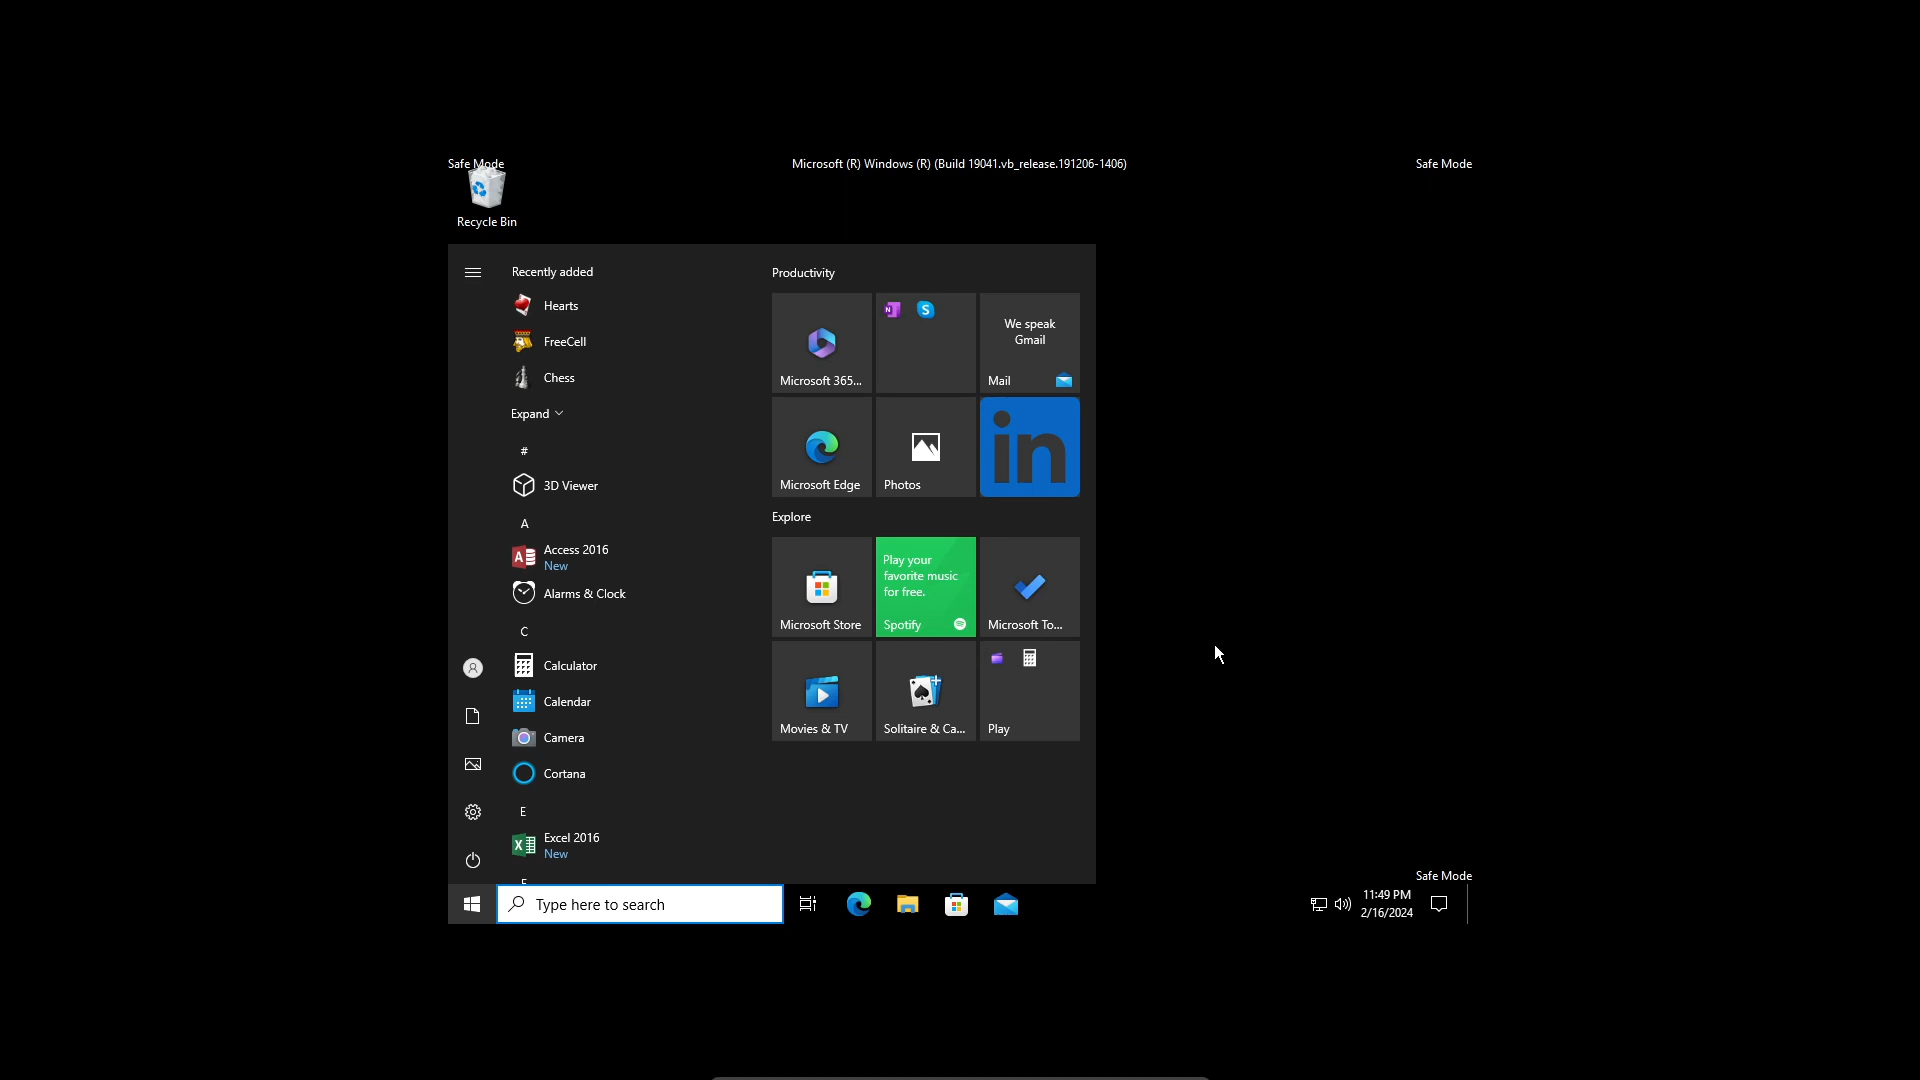 Safe Mode
Microsoft (R) Windows (R) (Build 19041.vb_release.191206-1406)
Safe Mode
Recycle Bin
Recently added
Hearts
FreeCell
Chess
Expand
#
3D Viewer
A
Access 2016
New
Alarms & Clock
C
Calculator
Calendar
Camera
Cortana
E
Excel 2016
New
F
Productivity
Microsoft 365...
N
S
We speak
Gmail
Mail
Microsoft Edge
Photos
in
Explore
Microsoft Store
Play your
favorite music
for free.
Spotify
Microsoft To...
Movies & TV
Solitaire & Ca...
Play
Safe Mode
Type here to search
11:49 PM
2/16/2024